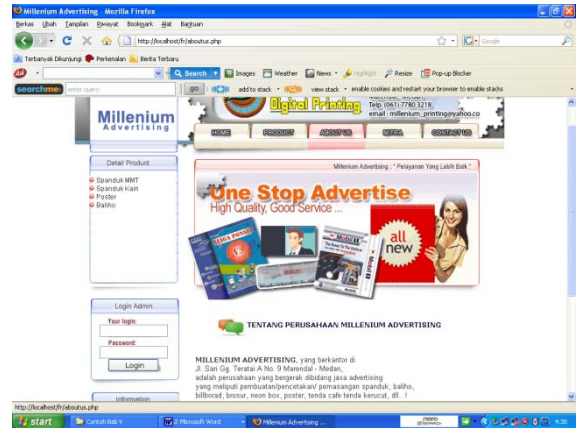 Millenium Advertising - Mozilla Firefox
Berkas Ubah Tampilan Riwayat Bookmark Alat Bantuan
http://localhost/fr/aboutus.php
Google
Terbanyak Dikunjungi Perkenalan Berita Terbaru
Search Images Weather News Highlight Resize Pop-up Blocker
searchme: enter query go add to stack view stack - enable cookies and restart your browser to enable stacks
Millenium
Advertising
Digital Printing
Telp. (061) 7780 3218
email : millenium_printing@yahoo.co
HOME PRODUCT ABOUT US MITRA CONTACT US
Detail Product
Spanduk MMT
Spanduk Kain
Poster
Baliho
Millenium Advertising : " Pelayanan Yang Lebih Baik "
One Stop Advertise
High Quality, Good Service ...
Mobil 1
all
new
Login Admin
Your login:
Password:
Login
Information
TENTANG PERUSAHAAN MILLENIUM ADVERTISING
MILLENIUM ADVERTISING, yang berkantor di
Jl. Sari Gg. Teratai A No. 9 Marendal - Medan,
adalah perusahaan yang bergerak dibidang jasa advertising
yang meliputi pembuatan/pencetakan/ pemasangan spanduk, baliho,
billborad, brosur, neon box, poster, tenda cafe tenda kerucut, dll...!
http://localhost/fr/aboutus.php
start Contoh Bab V 2 Microsoft Word Millenium Advertising ... 4:30